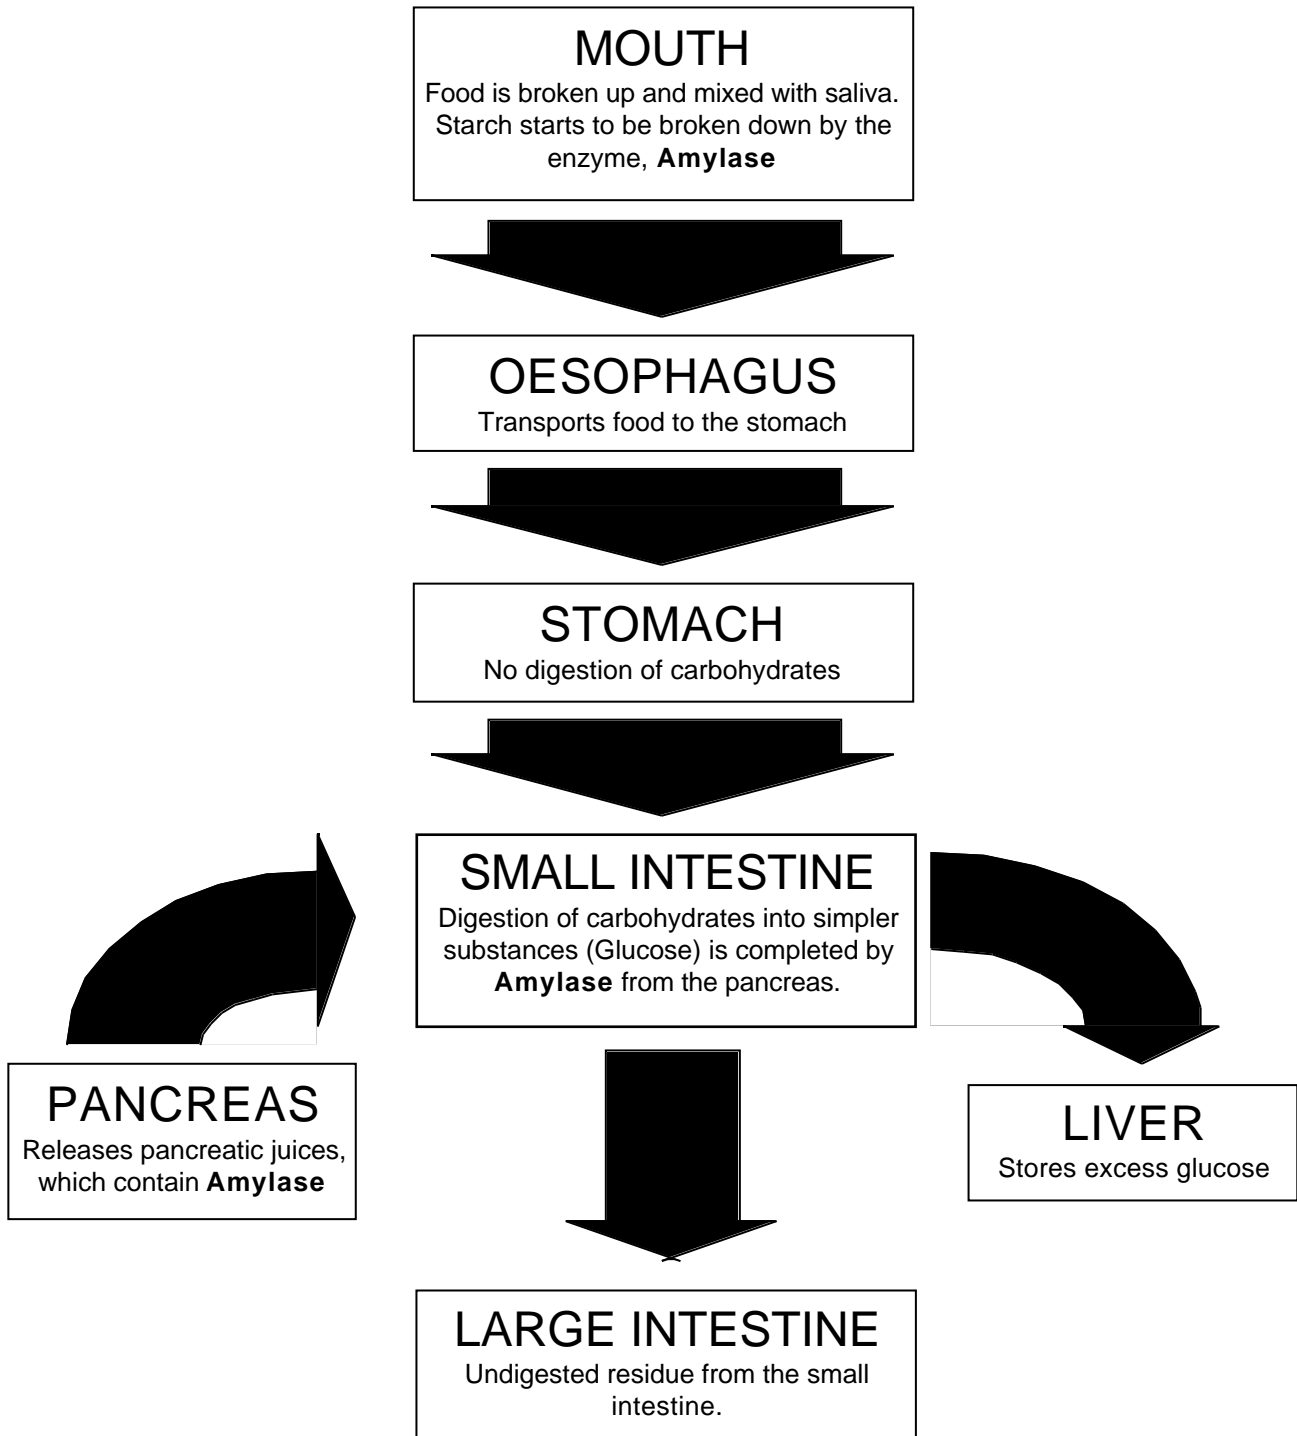 MOUTH
Food is broken up and mixed with saliva.
Starch starts to be broken down by the
enzyme, Amylase
OESOPHAGUS
Transports food to the stomach
STOMACH
No digestion of carbohydrates
SMALL INTESTINE
Digestion of carbohydrates into simpler
substances (Glucose) is completed by
Amylase from the pancreas.
PANCREAS
Releases pancreatic juices,
which contain Amylase
LIVER
Stores excess glucose
LARGE INTESTINE
Undigested residue from the small
intestine.